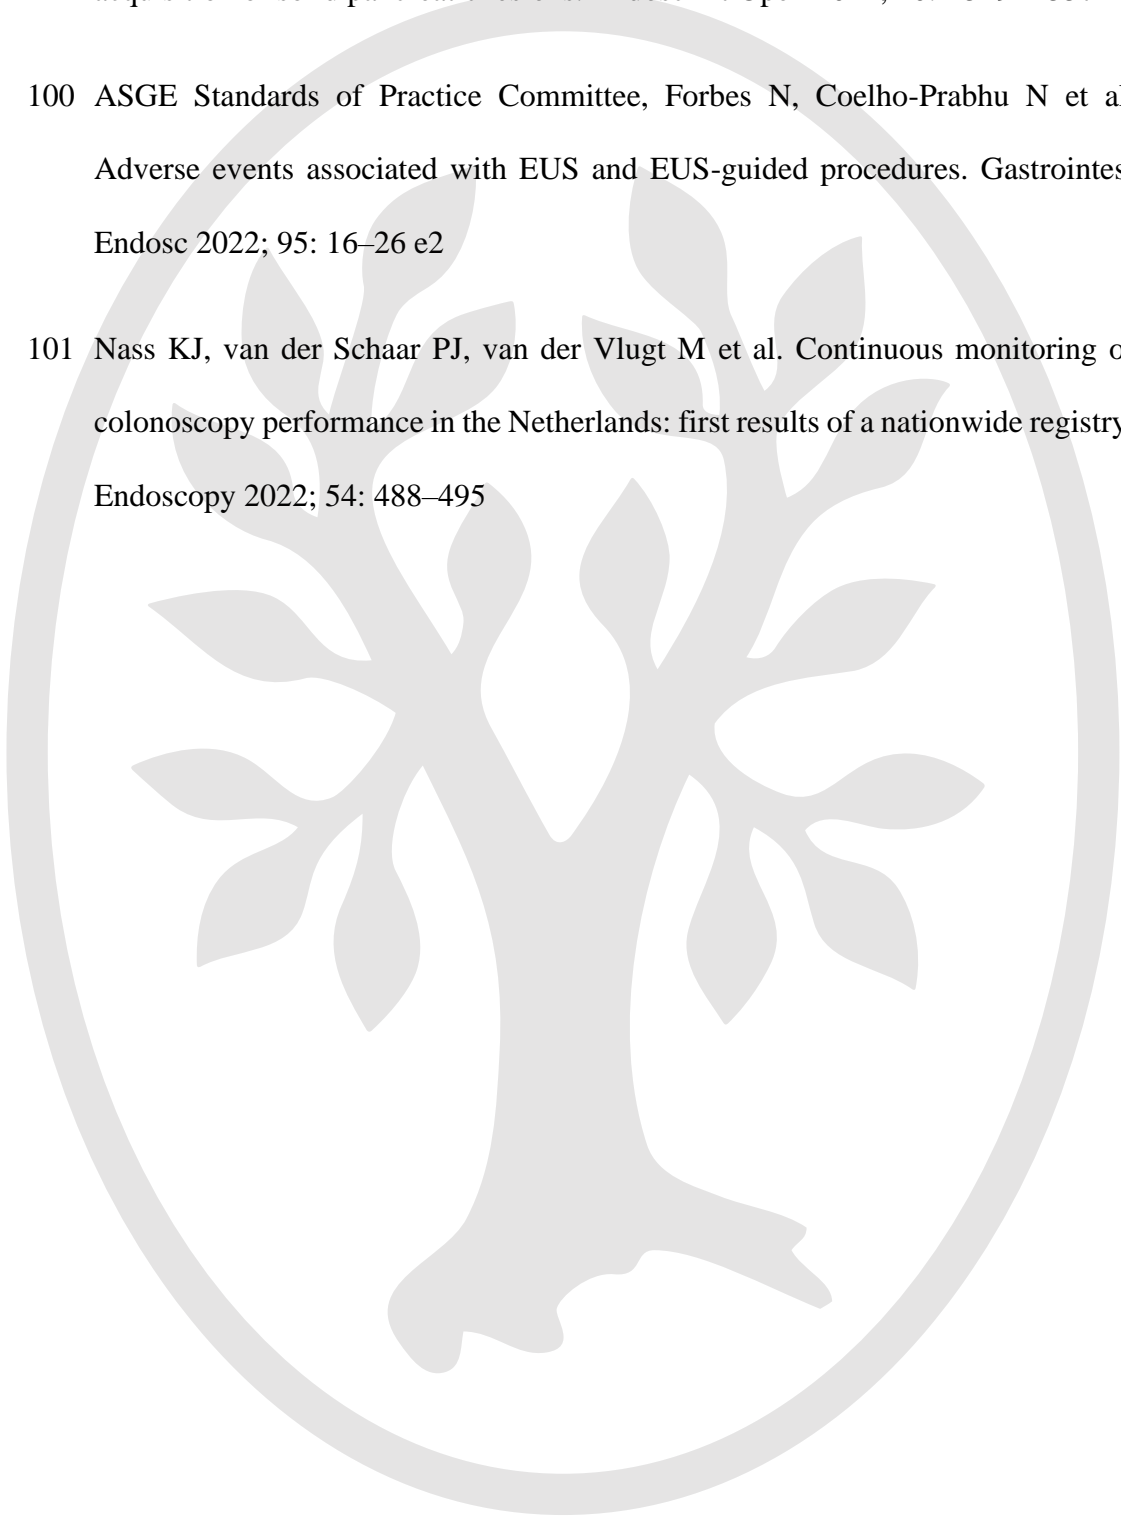 100 ASGE Standards of Practice Committee, Forbes N, Coelho-Prabhu N et al
Adverse events associated with EUS and EUS-guided procedures. Gastrointes
Endosc 2022; 95: 16–26 e2
101 Nass KJ, van der Schaar PJ, van der Vlugt M et al. Continuous monitoring o
colonoscopy performance in the Netherlands: first results of a nationwide registry
Endoscopy 2022; 54: 488–495